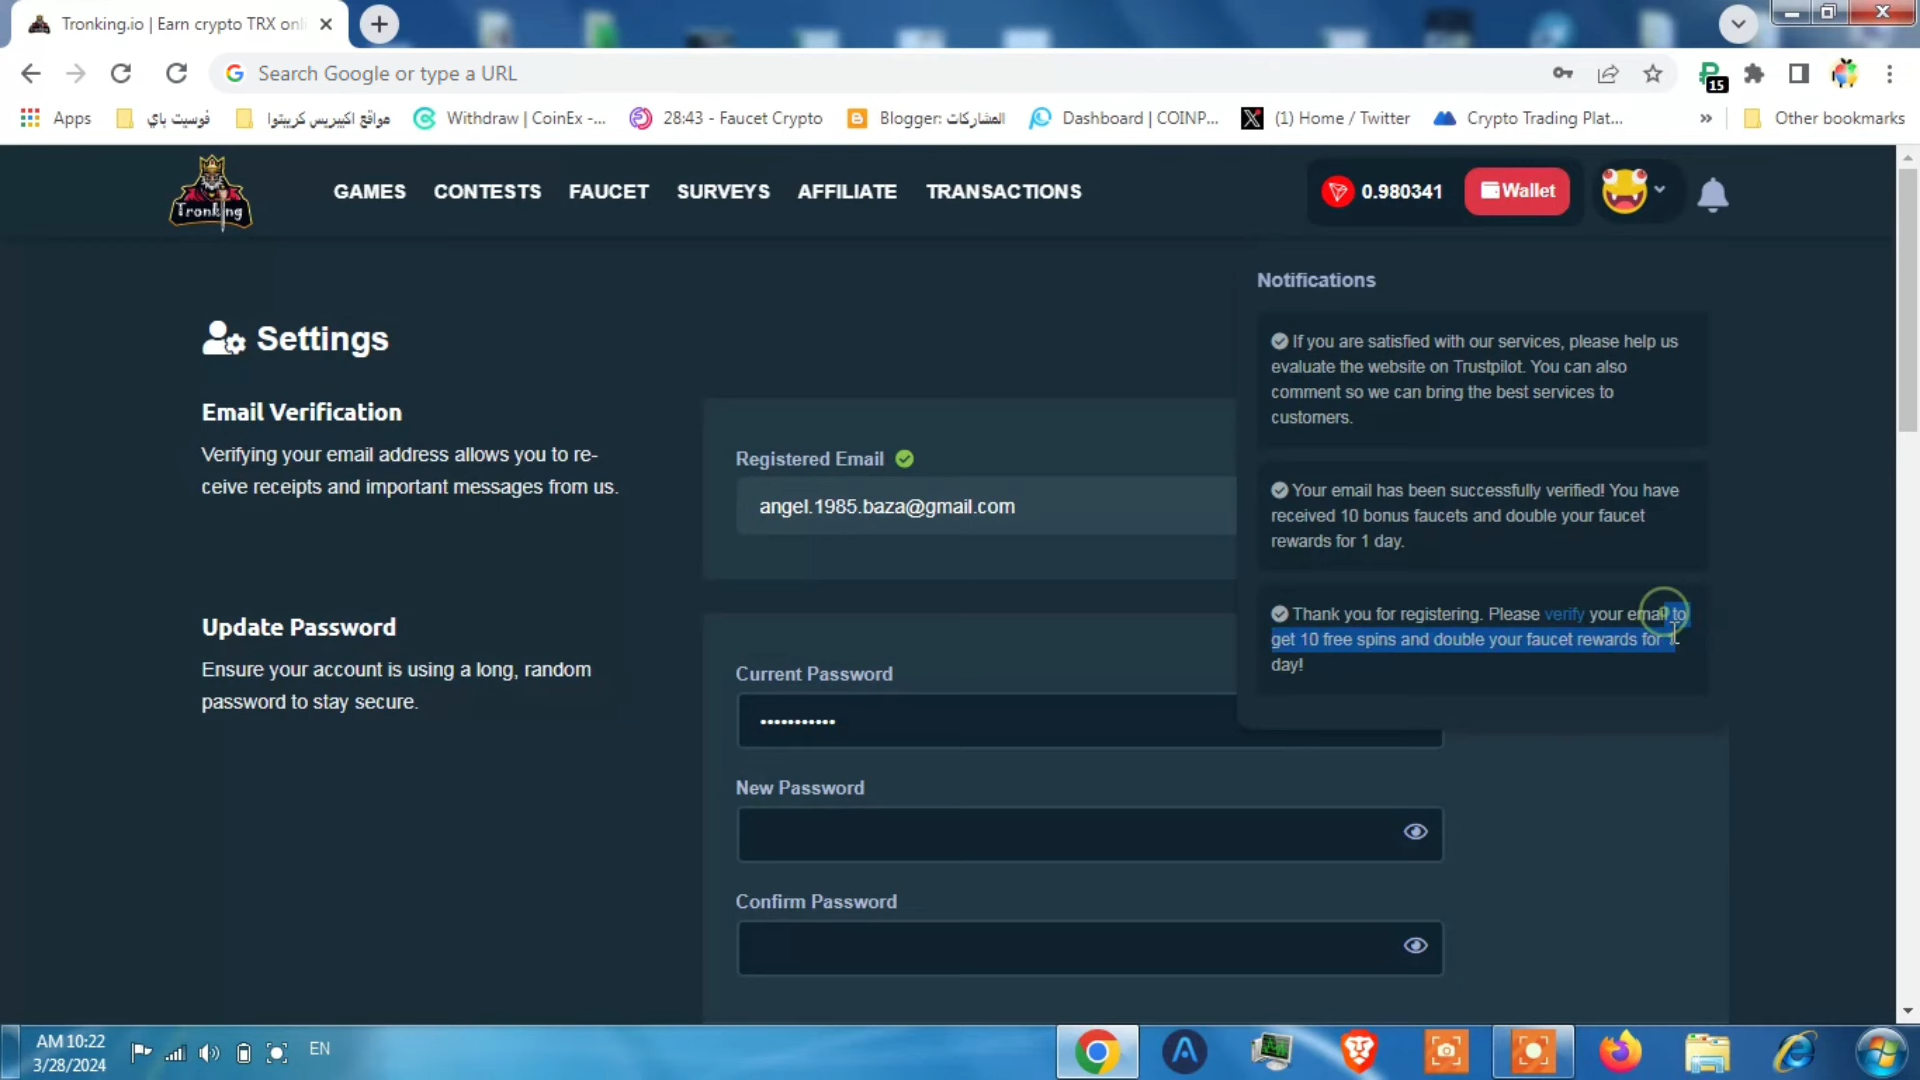 Tronking.io | Earn crypto TRX onli
Search Google or type a URL
15
Apps
فوسيت باي
مواقع اكبيريس كريبتوا
Withdraw | CoinEx -...
28:43 - Faucet Crypto
Blogger: المشاركات
Dashboard | COINP...
(1) Home / Twitter
Crypto Trading Plat...
»
Other bookmarks
Tronking
GAMES
CONTESTS
FAUCET
SURVEYS
AFFILIATE
TRANSACTIONS
0.980341
Wallet
Settings
Email Verification
Verifying your email address allows you to re-
ceive receipts and important messages from us.
Registered Email
angel.1985.baza@gmail.com
Update Password
Ensure your account is using a long, random
password to stay secure.
Current Password
•••••••••••
New Password
Confirm Password
Notifications
If you are satisfied with our services, please help us
evaluate the website on Trustpilot. You can also
comment so we can bring the best services to
customers.
Your email has been successfully verified! You have
received 10 bonus faucets and double your faucet
rewards for 1 day.
Thank you for registering. Please verify your email to
get 10 free spins and double your faucet rewards for 1
day!
AM 10:22
3/28/2024
EN